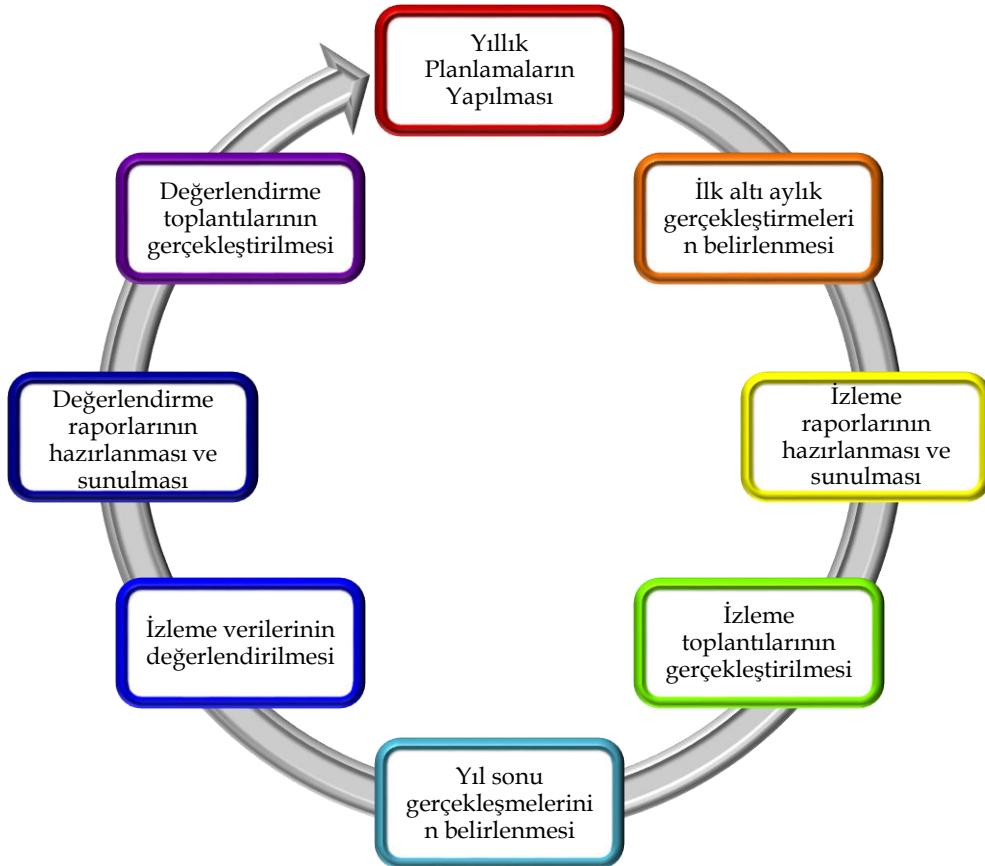 Yıllık
Planlamaların
Yapılması
İlk altı aylık
gerçekleştirmeleri
n belirlenmesi
İzleme
raporlarının
hazırlanması ve
sunulması
İzleme
toplantılarının
gerçekleştirilmesi
Yıl sonu
gerçekleşmelerini
n belirlenmesi
İzleme verilerinin
değerlendirilmesi
Değerlendirme
raporlarının
hazırlanması ve
sunulması
Değerlendirme
toplantılarının
gerçekleştirilmesi